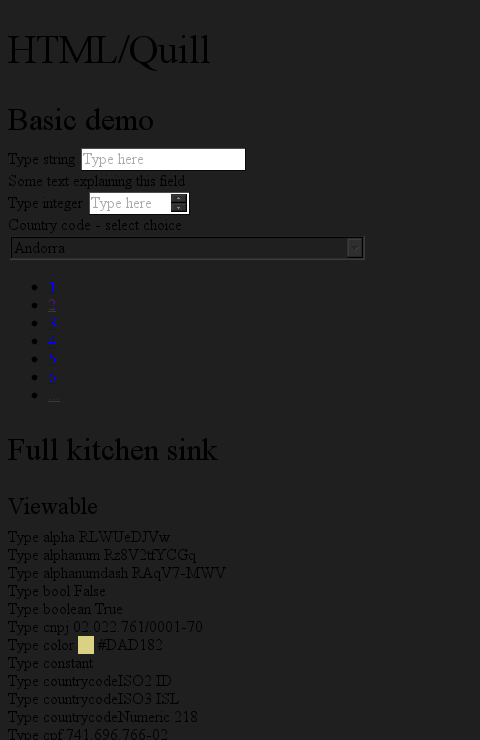 HTML/Quill
Basic demo
Type string Type here
Some text explaining this field
Type integer Type here
Country code - select choice
Andorra
1
2
3
4
5
6
...
Full kitchen sink
Viewable
Type alpha RLWUeDJVw
Type alphanum Rz8V2tfYCGq
Type alphanumdash RAqV7-MWV
Type bool False
Type boolean True
Type cnpj 02.022.761/0001-70
Type color #DAD182
Type constant
Type countrycodeISO2 ID
Type countrycodeISO3 ISL
Type countrycodeNumeric 218
Type cpf 741.696.766-02